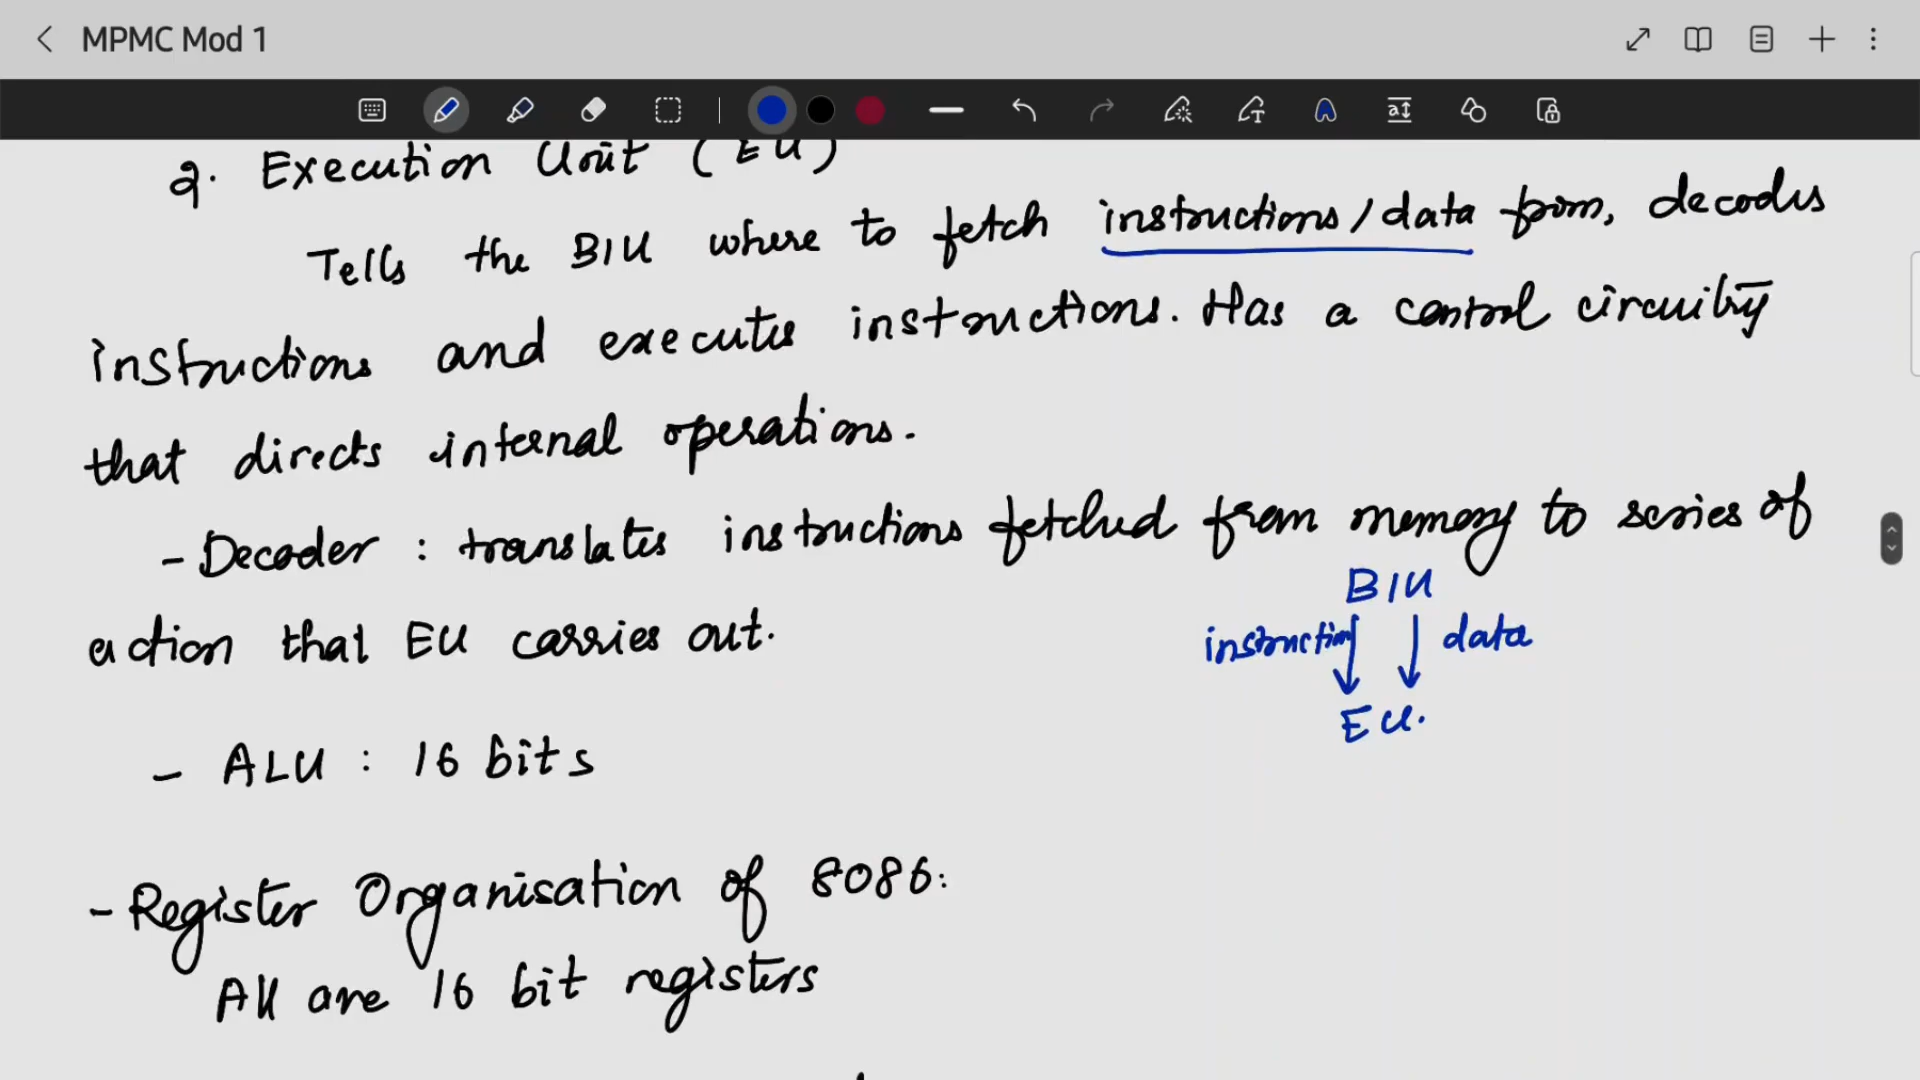 MPMC Mod 1
2. Execution Unit (EU)
Tells the BIU where to fetch instructions/data from, decodes
instructions and executes instructions. Has a control circuitry
that directs internal operations.
- Decoder : translates instructions fetched from memory to series of
action that EU carries out.
BIU
instruction data
EU.
- ALU : 16 bits
- Register Organisation of 8086:
All are 16 bit registers